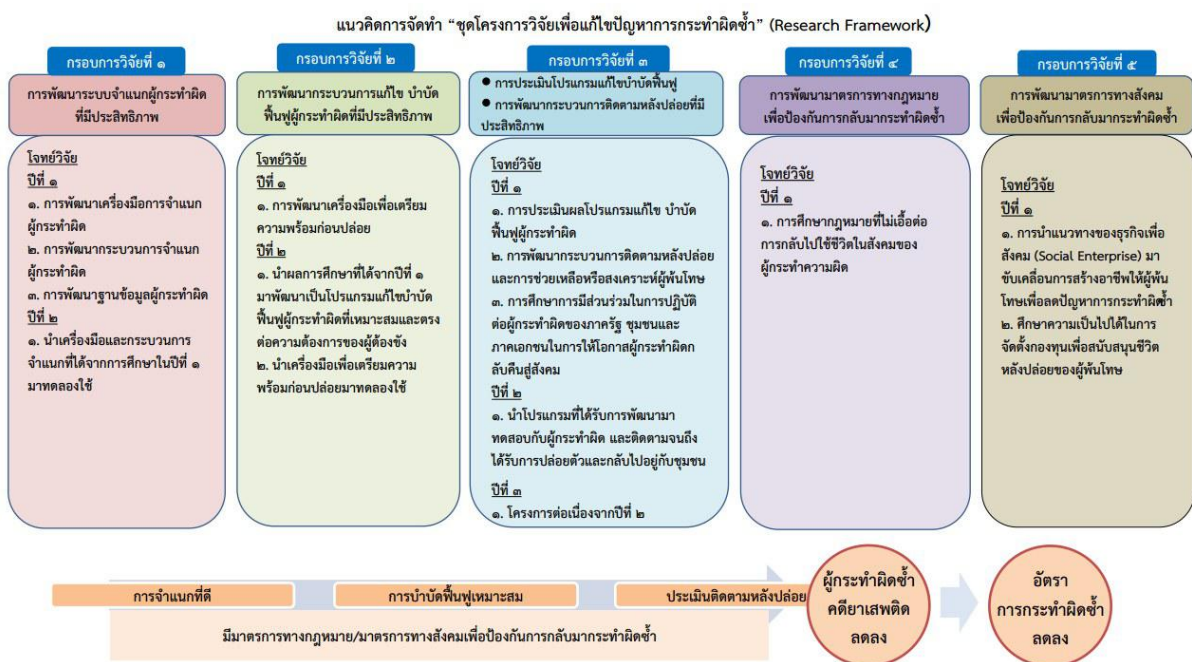 แนวคิดการจัดทำ “ชุดโครงการวิจัยเพื่อแก้ไขปัญหาการกระทำผิดซ้ำ” (Research Framework)
กรอบการวิจัยที่ ๑
การพัฒนาระบบจำแนกผู้กระทำผิด
ที่มีประสิทธิภาพ
โจทย์วิจัย
ปีที่ ๑
๑. การพัฒนาเครื่องมือการจำแนก
ผู้กระทำผิด
๒. การพัฒนากระบวนการจำแนก
ผู้กระทำผิด
๓. การพัฒนาฐานข้อมูลผู้กระทำผิด
ปีที่ ๒
๑. นำเครื่องมือและกระบวนการ
จำแนกที่ได้จากการศึกษาในปีที่ ๑
มาทดลองใช้
กรอบการวิจัยที่ ๒
การพัฒนากระบวนการแก้ไข บำบัด
ฟื้นฟูผู้กระทำผิดที่มีประสิทธิภาพ
โจทย์วิจัย
ปีที่ ๑
๑. การพัฒนาเครื่องมือเพื่อเตรียม
ความพร้อมก่อนปล่อย
ปีที่ ๒
๑. นำผลการศึกษาที่ได้จากปีที่ ๑
มาพัฒนาเป็นโปรแกรมแก้ไขบำบัด
ฟื้นฟูผู้กระทำผิดที่เหมาะสมและตรง
ต่อความต้องการของผู้ต้องขัง
๒. นำเครื่องมือเพื่อเตรียมความ
พร้อมก่อนปล่อยมาทดลองใช้
กรอบการวิจัยที่ ๓
● การประเมินโปรแกรมแก้ไขบำบัดฟื้นฟู
● การพัฒนากระบวนการติดตามหลังปล่อยที่มี
ประสิทธิภาพ
โจทย์วิจัย
ปีที่ ๑
๑. การประเมินผลโปรแกรมแก้ไข บำบัด
ฟื้นฟูผู้กระทำผิด
๒. การพัฒนากระบวนการติดตามหลังปล่อย
และการช่วยเหลือหรือสงเคราะห์ผู้พ้นโทษ
๓. การศึกษาการมีส่วนร่วมในการปฏิบัติ
ต่อผู้กระทำผิดของภาครัฐ ชุมชนและ
ภาคเอกชนในการให้โอกาสผู้กระทำผิดก
ลับคืนสู่สังคม
ปีที่ ๒
๑. นำโปรแกรมที่ได้รับการพัฒนามา
ทดสอบกับผู้กระทำผิด และติดตามจนถึง
ได้รับการปล่อยตัวและกลับไปอยู่กับชุมชน
ปีที่ ๓
๑. โครงการต่อเนื่องจากปีที่ ๒
กรอบการวิจัยที่ ๔
การพัฒนามาตรการทางกฎหมาย
เพื่อป้องกันการกลับมากระทำผิดซ้ำ
โจทย์วิจัย
ปีที่ ๑
๑. การศึกษากฎหมายที่ไม่เอื้อต่อ
การกลับไปใช้ชีวิตในสังคมของ
ผู้กระทำความผิด
กรอบการวิจัยที่ ๕
การพัฒนามาตรการทางสังคม
เพื่อป้องกันการกลับมากระทำผิดซ้ำ
โจทย์วิจัย
ปีที่ ๑
๑. การนำแนวทางของธุรกิจเพื่อ
สังคม (Social Enterprise) มา
ขับเคลื่อนการสร้างอาชีพให้ผู้พ้น
โทษเพื่อลดปัญหาการกระทำผิดซ้ำ
๒. ศึกษาความเป็นไปได้ในการ
จัดตั้งกองทุนเพื่อสนับสนุนชีวิต
หลังปล่อยของผู้พ้นโทษ
การจำแนกที่ดี
การบำบัดฟื้นฟูเหมาะสม
ประเมินติดตามหลังปล่อย
มีมาตรการทางกฎหมาย/มาตรการทางสังคมเพื่อป้องกันการกลับมากระทำผิดซ้ำ
ผู้กระทำผิดซ้ำ
คดียาเสพติด
ลดลง
อัตรา
การกระทำผิดซ้ำ
ลดลง